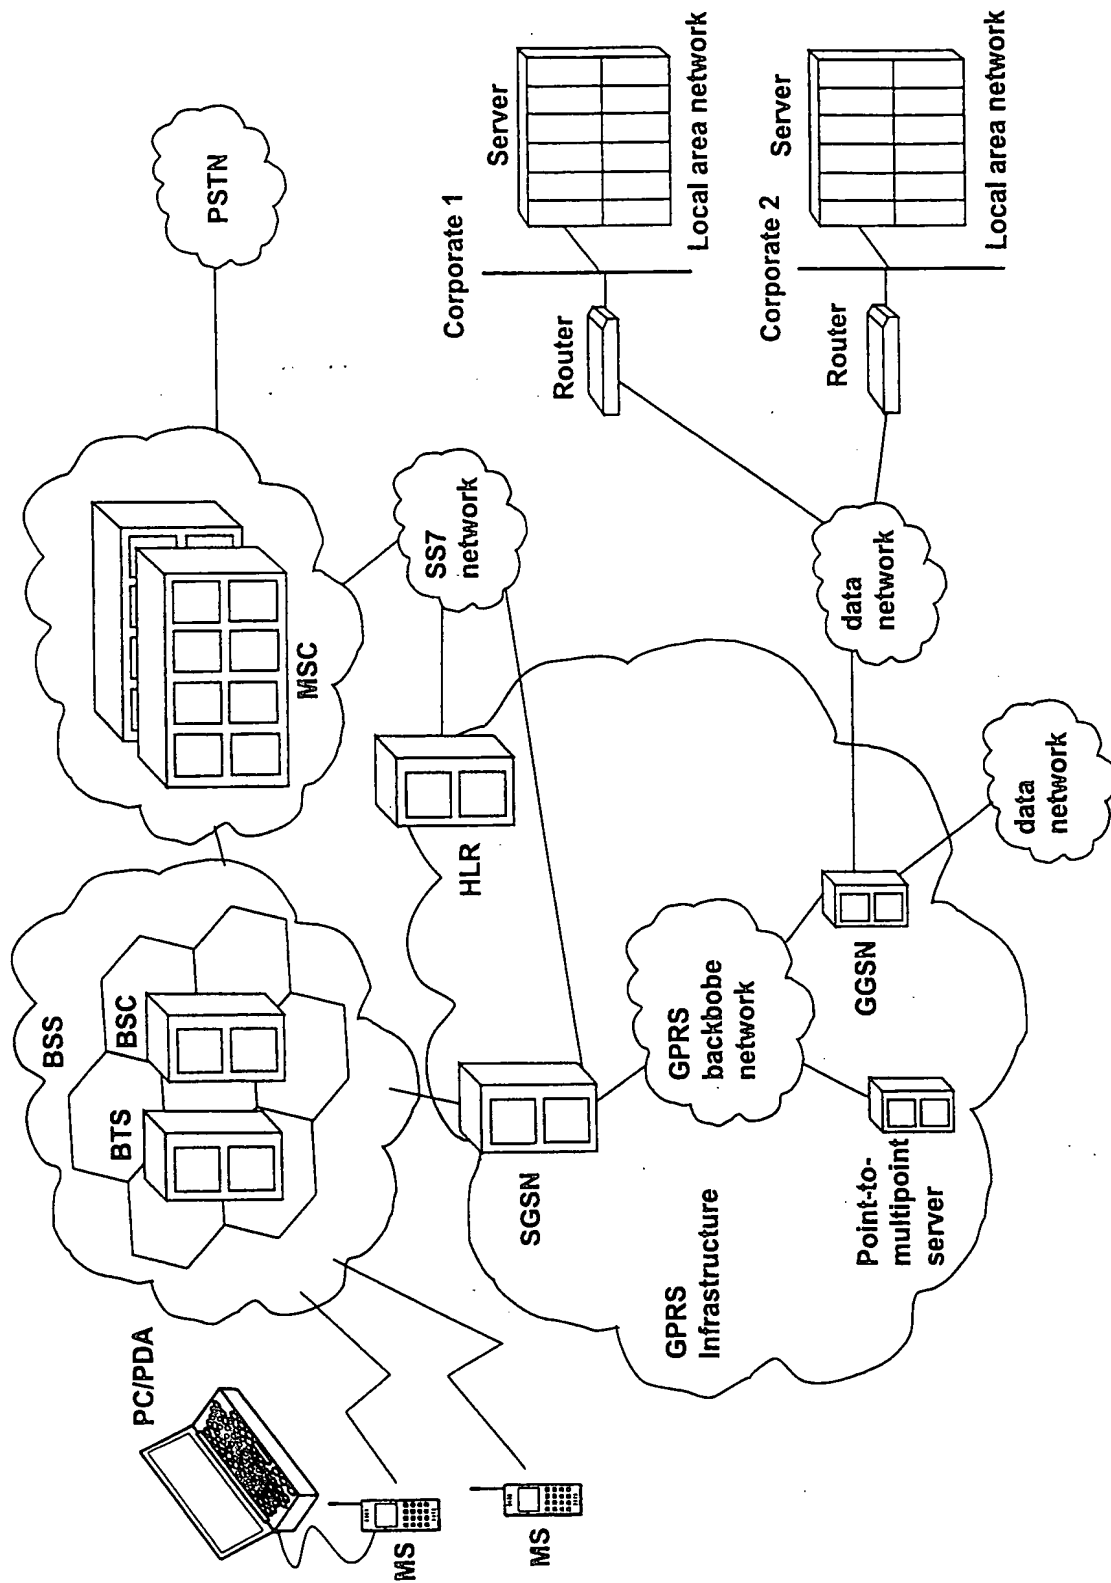 PC/PDA
MS
MS
BSS
BTS
BSC
MSC
PSTN
SS7
network
HLR
SGSN
GPRS
backbobe
network
GPRS
Infrastructure
Point-to-
multipoint
server
GGSN
data
network
data
network
Corporate 1
Router
Server
Local area network
Corporate 2
Router
Server
Local area network